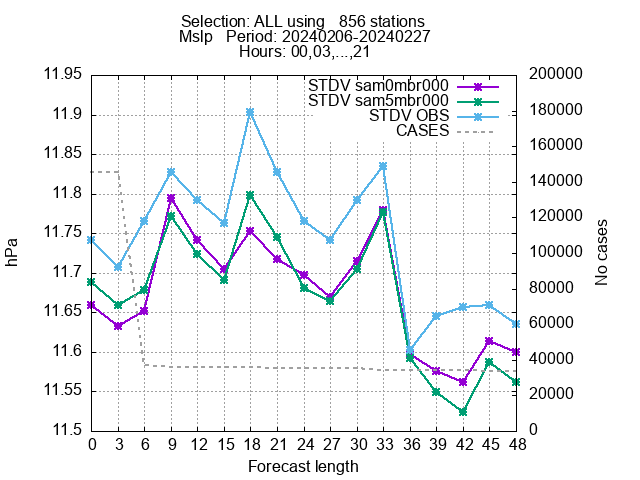 Selection: ALL using   856 stations
Mslp   Period: 20240206-20240227
Hours: 00,03,...,21
STDV sam0mbr000
STDV sam5mbr000
STDV OBS
CASES
hPa
11.95
11.9
11.85
11.8
11.75
11.7
11.65
11.6
11.55
11.5
200000
180000
160000
140000
120000
100000
80000
60000
40000
20000
0
No cases
0 3 6 9 12 15 18 21 24 27 30 33 36 39 42 45 48
Forecast length